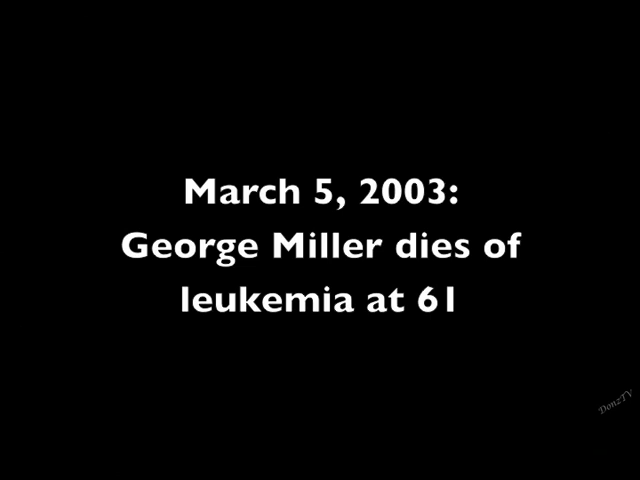 March 5, 2003:
George Miller dies of
leukemia at 61
DonzTV